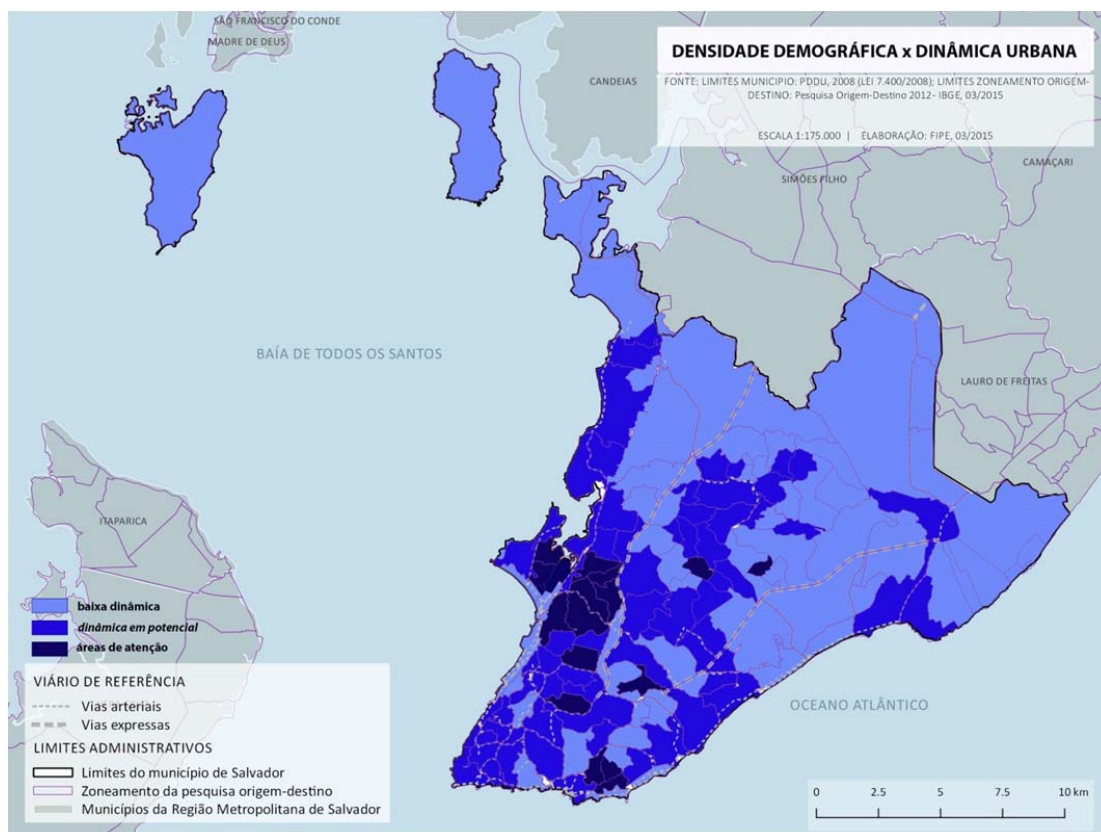 SÃO FRANCISCO DO CONDE
MADRE DE DEUS
CANDEIAS
DENSIDADE DEMOGRÁFICA x DINÂMICA URBANA
FONTE: LIMITES MUNICIPIO: PDDU, 2008 (LEI 7.400/2008); LIMITES ZONEAMENTO ORIGEM-
DESTINO: Pesquisa Origem-Destino 2012- IBGE, 03/2015
ESCALA 1:175.000 | ELABORAÇÃO: FIPE, 03/2015
CAMAÇARI
SIMÕES FILHO
BAÍA DE TODOS OS SANTOS
LAURO DE FREITAS
ITAPARICA
baixa dinâmica
dinâmica em potencial
áreas de atenção
VIÁRIO DE REFERÊNCIA
Vias arteriais
Vias expressas
LIMITES ADMINISTRATIVOS
Limites do município de Salvador
Zoneamento da pesquisa origem-destino
Municípios da Região Metropolitana de Salvador
OCEANO ATLÂNTICO
0 2.5 5 7.5 10 km